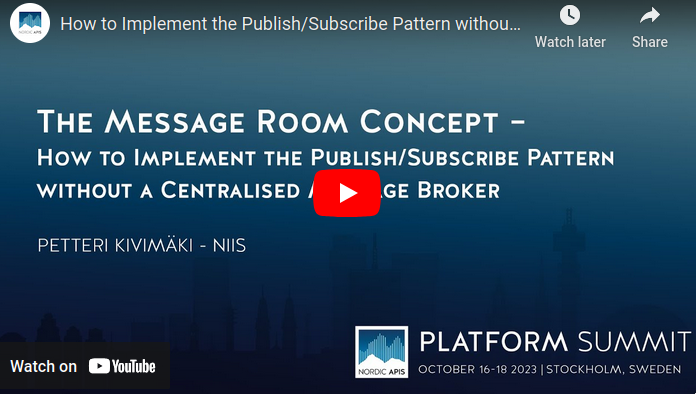 NORDIC APIS
How to Implement the Publish/Subscribe Pattern withou...
Watch later
Share
THE MESSAGE ROOM CONCEPT –
HOW TO IMPLEMENT THE PUBLISH/SUBSCRIBE PATTERN
WITHOUT A CENTRALISED AGE BROKER
PETTERI KIVIMÄKI - NIIS
PLATFORM SUMMIT
NORDIC APIS
OCTOBER 16-18 2023 | STOCKHOLM, SWEDEN
Watch on YouTube